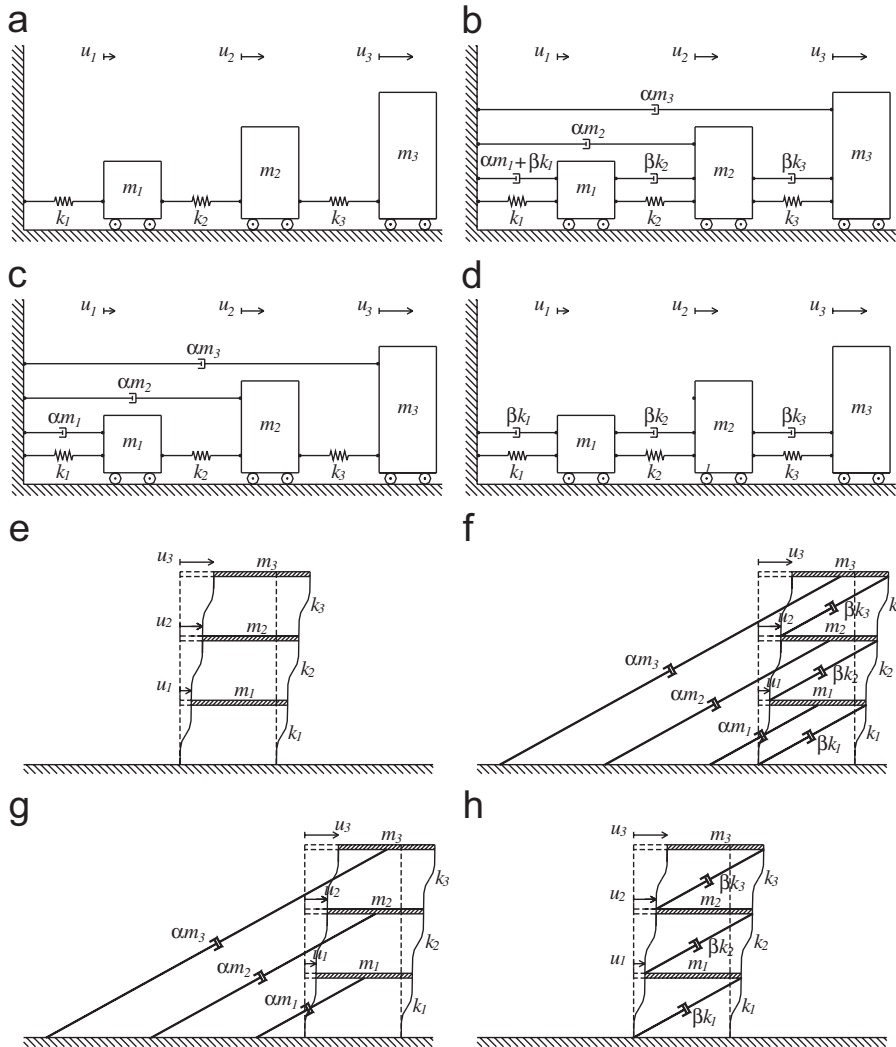 a
u1 u2 u3
m1 m2 m3
k1 k2 k3
b
u1 u2 u3
αm3
αm2
αm1+βk1 βk2 βk3
m1 m2 m3
k1 k2 k3
c
u1 u2 u3
αm3
αm2
αm1
m1 m2 m3
k1 k2 k3
d
u1 u2 u3
βk1 βk2 βk3
m1 m2 m3
k1 k2 k3
1
e
u3 m3
k3
u2 m2
k2
u1 m1
k1
f
u3 m3
k
βk3
u2 m2
αm3
k2
βk2
αm2
u1 m1
αm1
k1
βk1
g
u3 m3
k3
u2 m2
αm3
k2
αm2
u1 m1
αm1
k1
h
u3 m3
βk3 k3
u2 m2
βk2 k2
u1 m1
k1
βk1